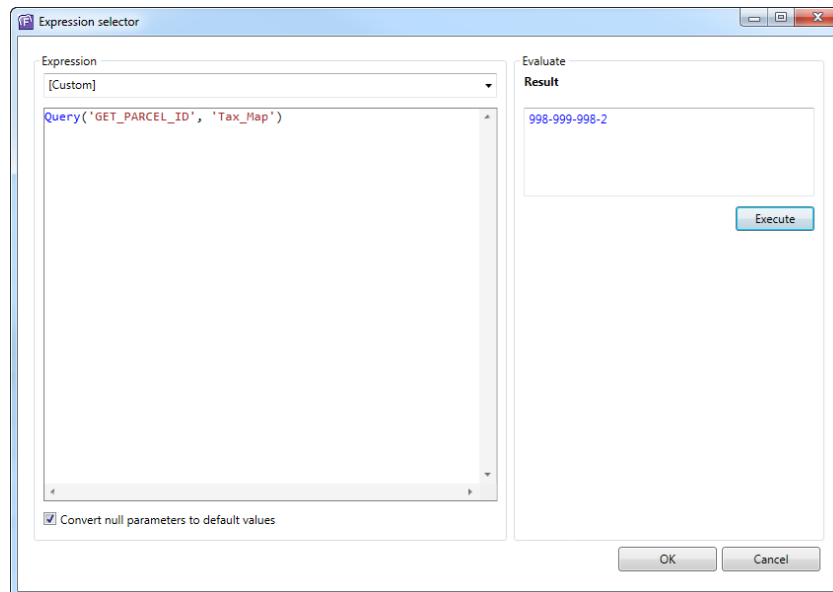 Expression selector
Expression
[Custom]
Query('GET_PARCEL_ID', 'Tax_Map')
Convert null parameters to default values
Evaluate
Result
998-999-998-2
Execute
OK
Cancel